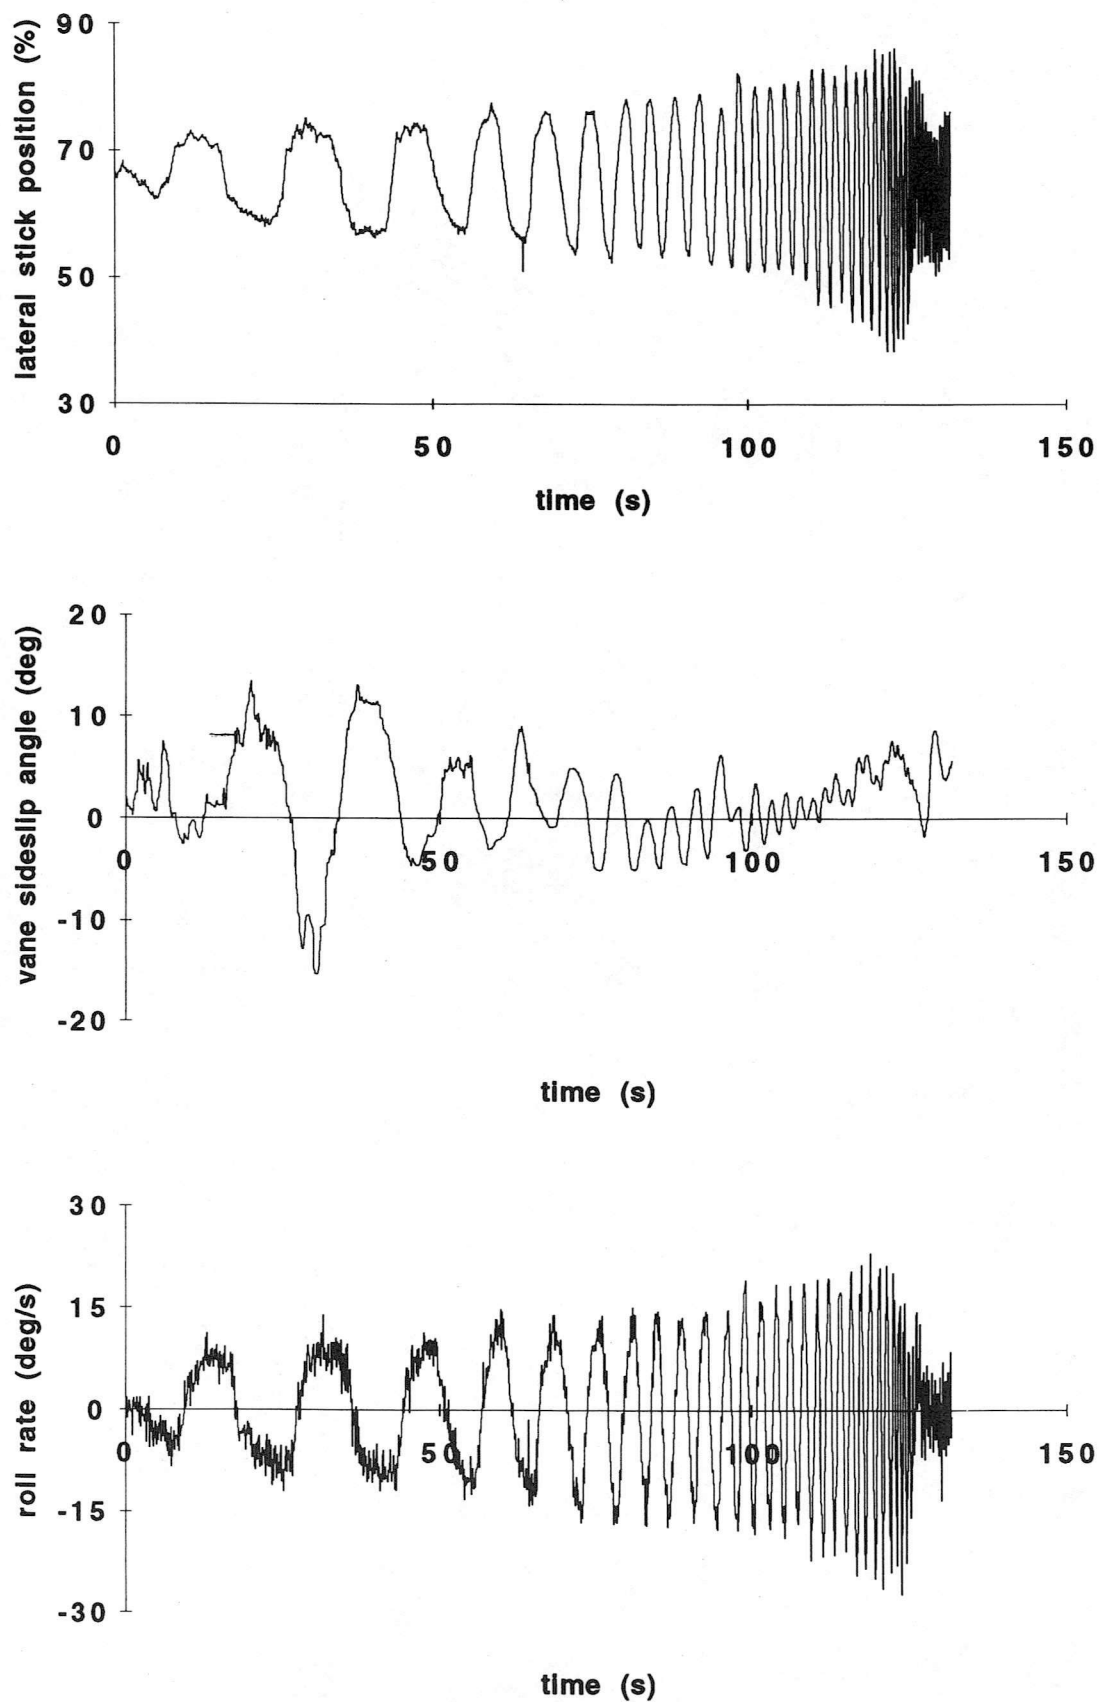 lateral stick position (%)
90
70
50
30
0 50 100 150
time (s)
vane sideslip angle (deg)
20
10
0
-10
-20
0 50 100 150
time (s)
roll rate (deg/s)
30
15
0
-15
-30
0 50 100 150
time (s)